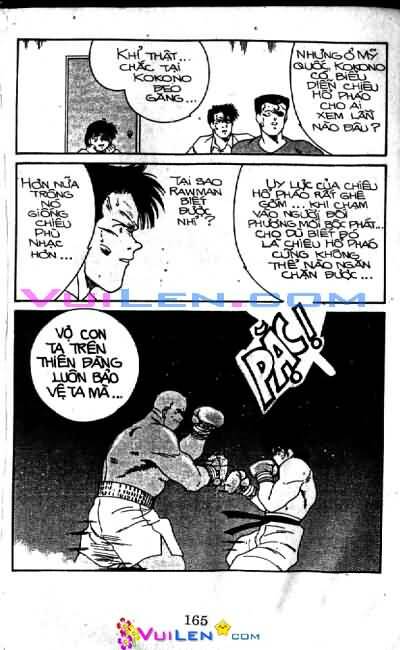 NHƯNG Ở MỸ
QUỐC, KOKONO
CÓ BIỂU
DIỄN CHIÊU
HỔ PHÁO
CHO AI
XEM LẦN
NÀO ĐÂU ?
KHỈ THẬT...
CHẮC TẠI
KOKONO
ĐEO
GĂNG...
UY LỰC CỦA CHIÊU
HỔ PHÁO RẤT GHÊ
GỚM ... KHI CHẠM
VÀO NGƯỜI ĐỐI
PHƯƠNG MỚI BỘC PHÁT...
CHO DÙ BIẾT ĐÓ
LÀ CHIÊU HỔ PHÁO
CŨNG KHÔNG
THỂ NÀO NGĂN
CHẬN ĐƯỢC ...
TẠI SAO
RAWMAN
BIẾT
ĐƯỢC
NHỈ ?
HƠN NỮA
TRÔNG
NÓ
GIỐNG
CHIÊU
PHÙ
NHẠC
HƠN ...
VUILEN.COM
PẶC!!
VỢ CON
TA TRÊN
THIÊN ĐÀNG
LUÔN BẢO
VỆ TA MÀ ...
165
VUILEN.COM